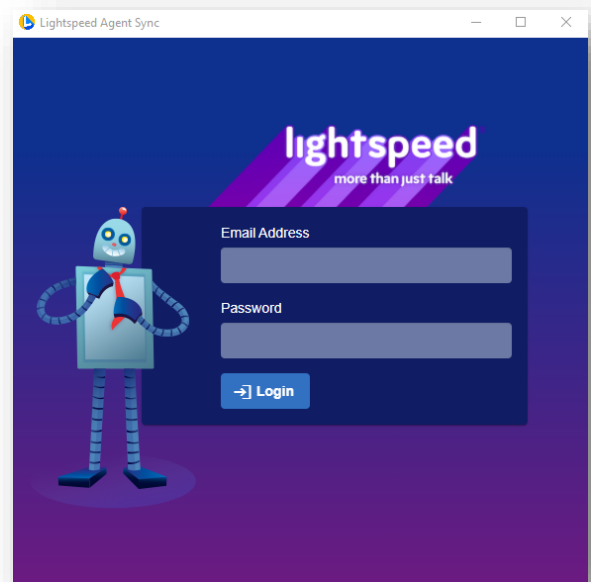 Lightspeed Agent Sync
lightspeed
more than just talk
Email Address
Password
Login